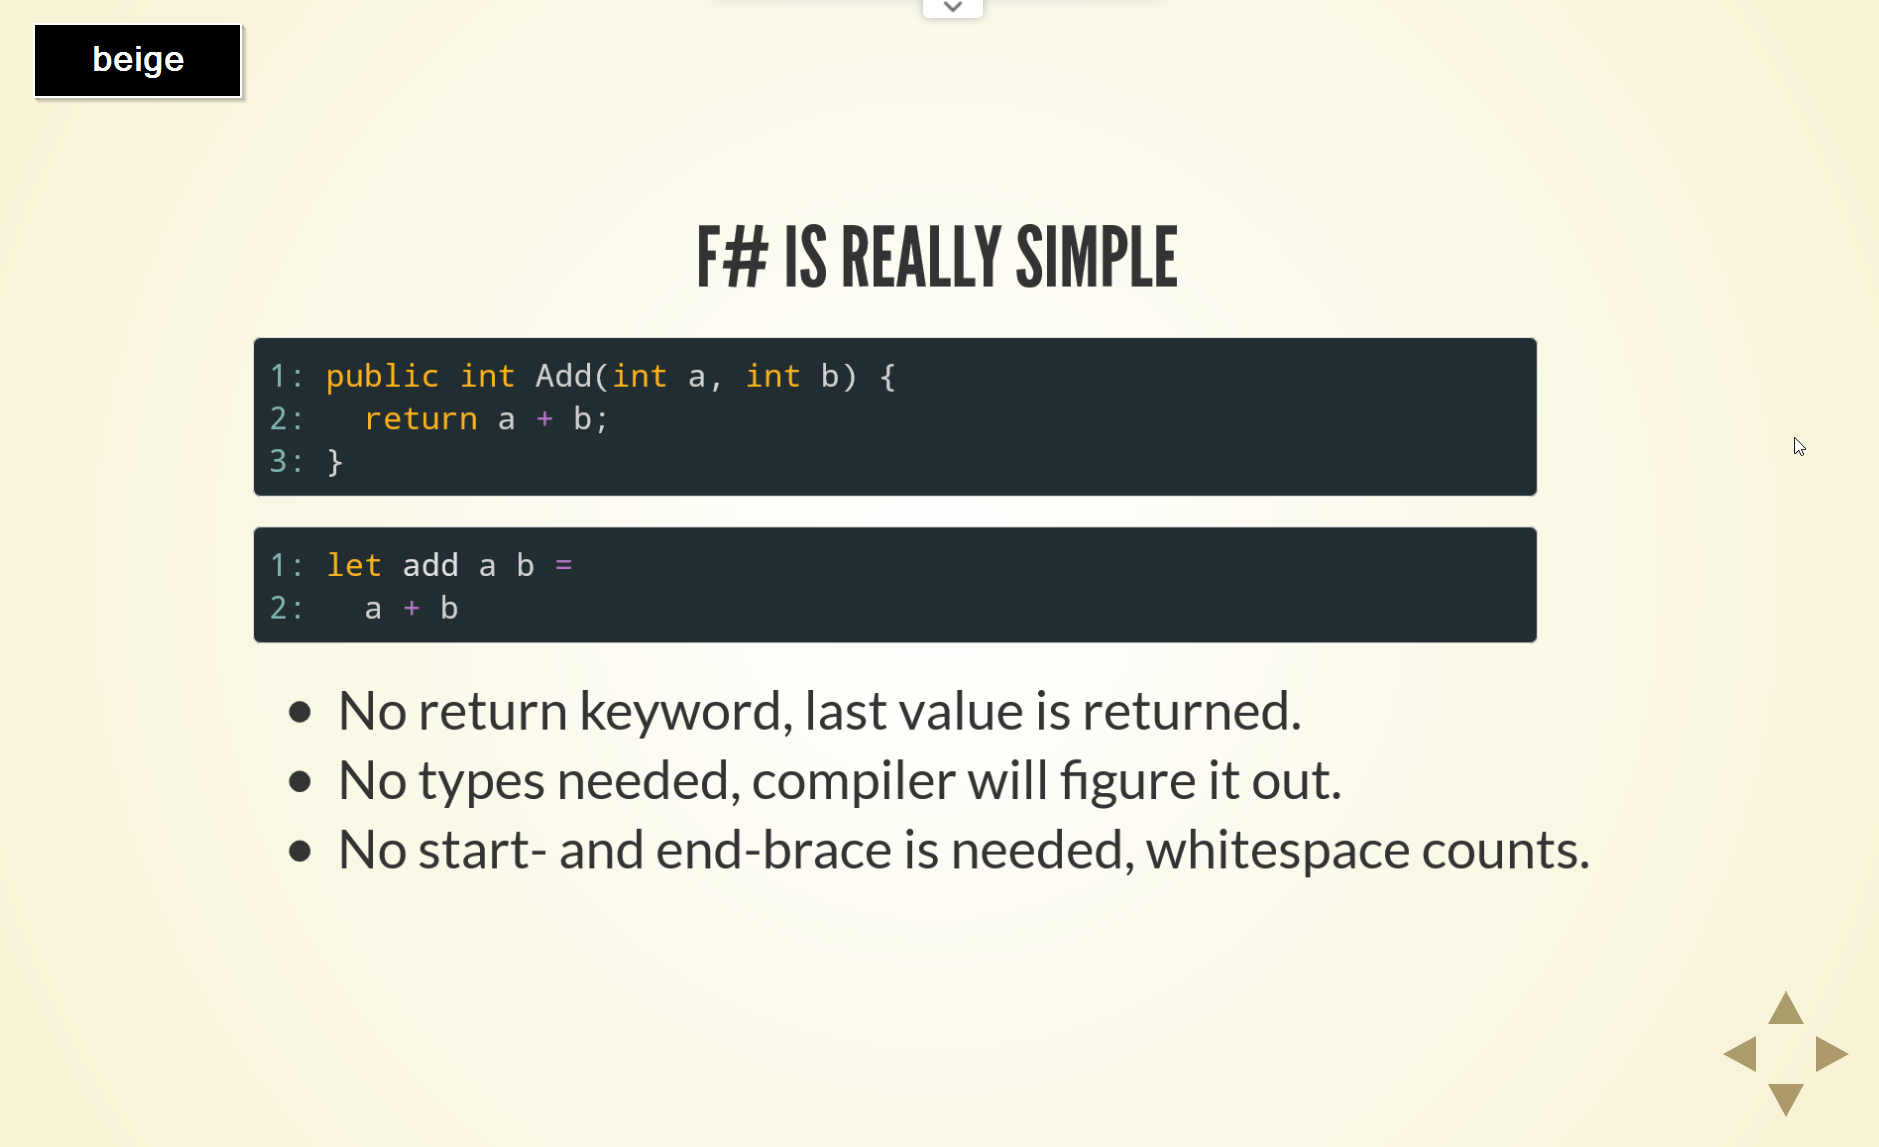 beige
F# IS REALLY SIMPLE
1: public int Add(int a, int b) {
2:   return a + b;
3: }
1: let add a b =
2:   a + b
• No return keyword, last value is returned.
• No types needed, compiler will figure it out.
• No start- and end-brace is needed, whitespace counts.